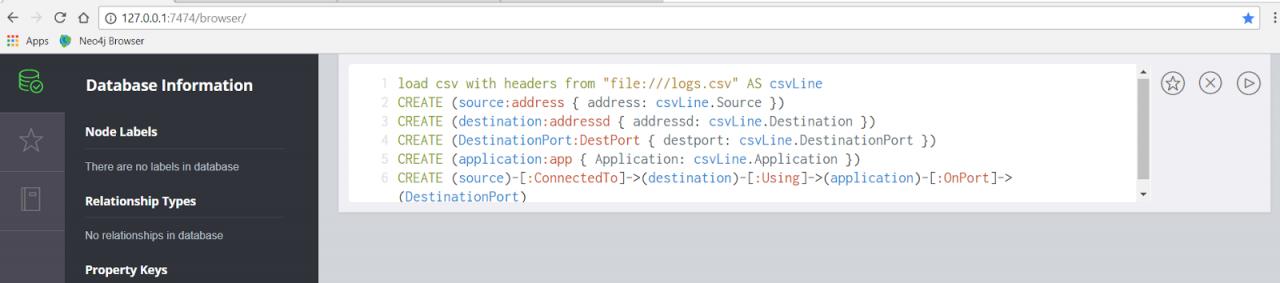 127.0.0.1:7474/browser/
Apps Neo4j Browser
Database Information
Node Labels
There are no labels in database
Relationship Types
No relationships in database
Property Keys
1 load csv with headers from "file:///logs.csv" AS csvLine
2 CREATE (source:address { address: csvLine.Source })
3 CREATE (destination:addressd { addressd: csvLine.Destination })
4 CREATE (DestinationPort:DestPort { destport: csvLine.DestinationPort })
5 CREATE (application:app { Application: csvLine.Application })
6 CREATE (source)-[:ConnectedTo]->(destination)-[:Using]->(application)-[:OnPort]->
(DestinationPort)